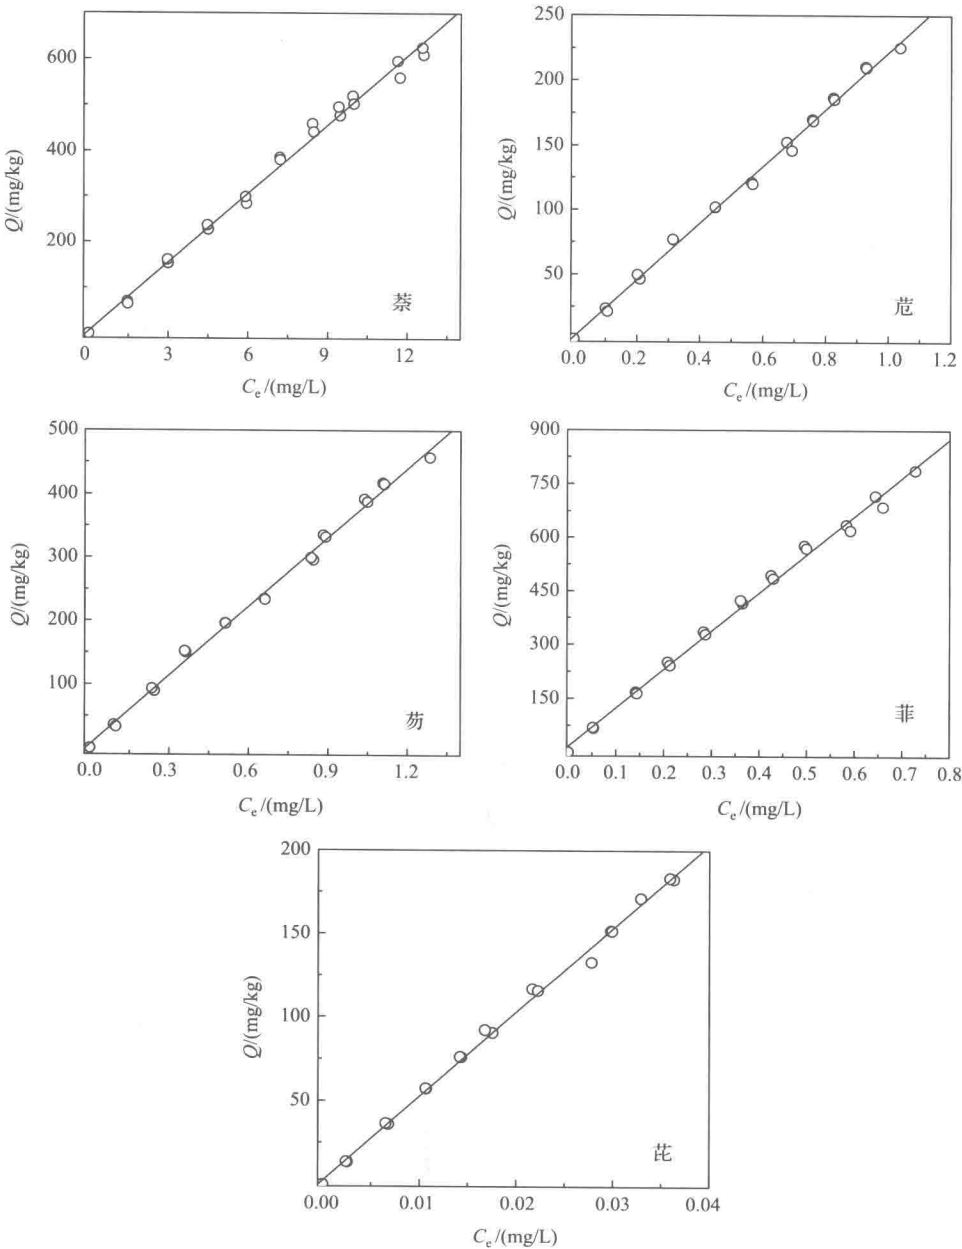 600
400
200
Q/(mg/kg)
萘
0 3 6 9 12
Cₑ/(mg/L)
250
200
150
100
50
Q/(mg/kg)
苊
0.0 0.2 0.4 0.6 0.8 1.0 1.2
Cₑ/(mg/L)
500
400
300
200
100
Q/(mg/kg)
芴
0.0 0.3 0.6 0.9 1.2
Cₑ/(mg/L)
900
750
600
450
300
150
Q/(mg/kg)
菲
0.0 0.1 0.2 0.3 0.4 0.5 0.6 0.7 0.8
Cₑ/(mg/L)
200
150
100
50
Q/(mg/kg)
芘
0.00 0.01 0.02 0.03 0.04
Cₑ/(mg/L)